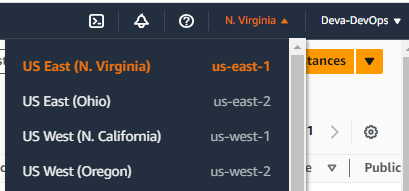 N. Virginia ▲ Deva-DevOps ▼
US East (N. Virginia) us-east-1
tances ▼
US East (Ohio) us-east-2
US West (N. California) us-west-1
1
US West (Oregon) us-west-2
Public